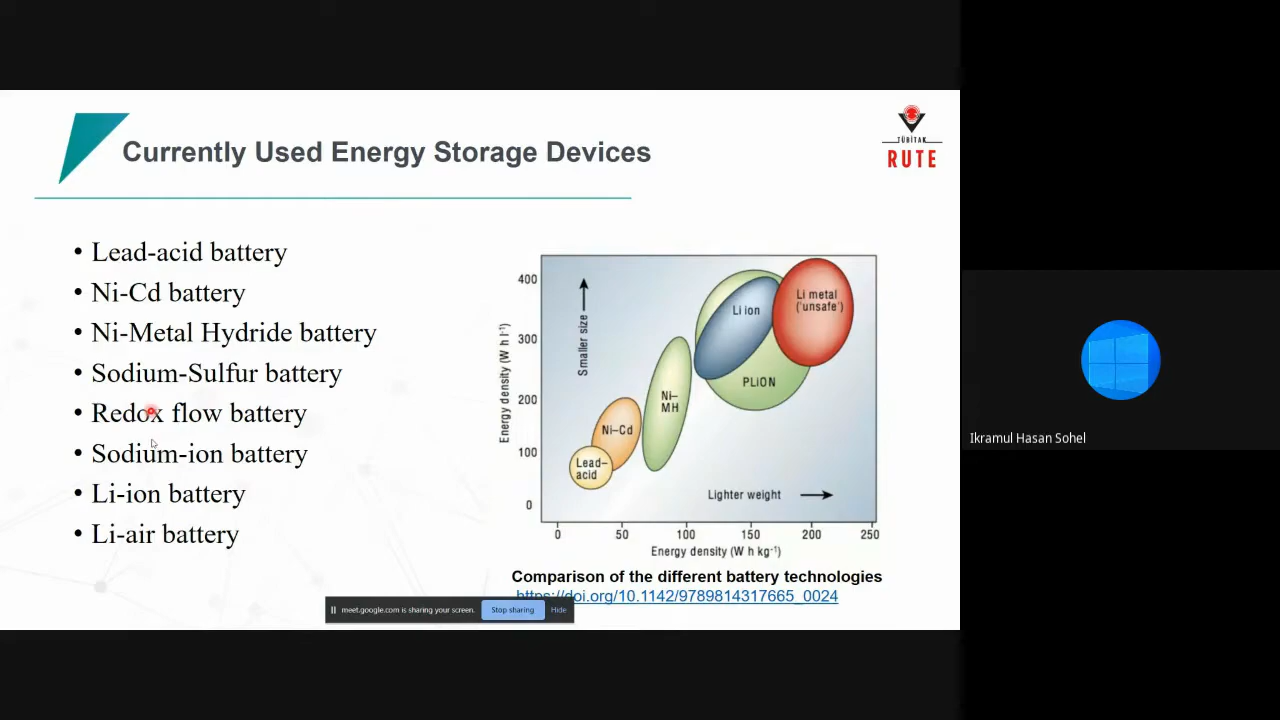 Currently Used Energy Storage Devices
TÜBİTAK
RUTE
• Lead-acid battery
• Ni-Cd battery
• Ni-Metal Hydride battery
• Sodium-Sulfur battery
• Redox flow battery
• Sodium-ion battery
• Li-ion battery
• Li-air battery
Energy density (W h l⁻¹)
400
300
200
100
0
Smaller size
Lead–
acid
Ni–Cd
Ni–
MH
Li ion
PLiON
Li metal
('unsafe')
Lighter weight
0 50 100 150 200 250
Energy density (W h kg⁻¹)
Comparison of the different battery technologies
https://doi.org/10.1142/9789814317665_0024
meet.google.com is sharing your screen. Stop sharing Hide
Ikramul Hasan Sohel